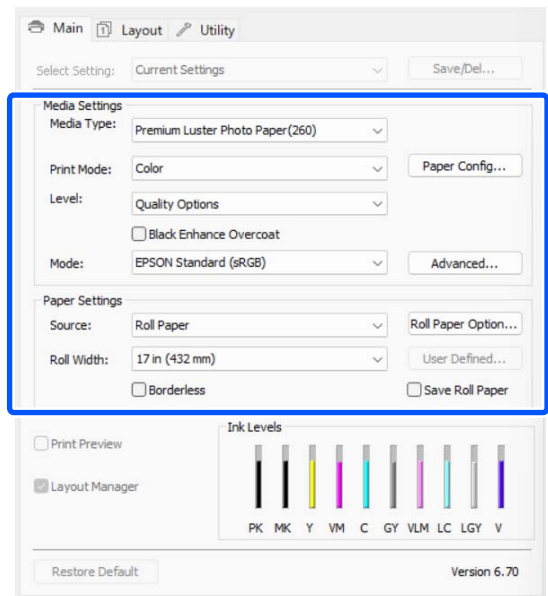 Main 1 Layout Utility
Select Setting: Current Settings Save/Del...
Media Settings
Media Type: Premium Luster Photo Paper(260)
Print Mode: Color Paper Config...
Level: Quality Options
Black Enhance Overcoat
Mode: EPSON Standard (sRGB) Advanced...
Paper Settings
Source: Roll Paper Roll Paper Option...
Roll Width: 17 in (432 mm) User Defined...
Borderless Save Roll Paper
Ink Levels
Print Preview
Layout Manager
PK MK Y VM C GY VLM LC LGY V
Restore Default Version 6.70